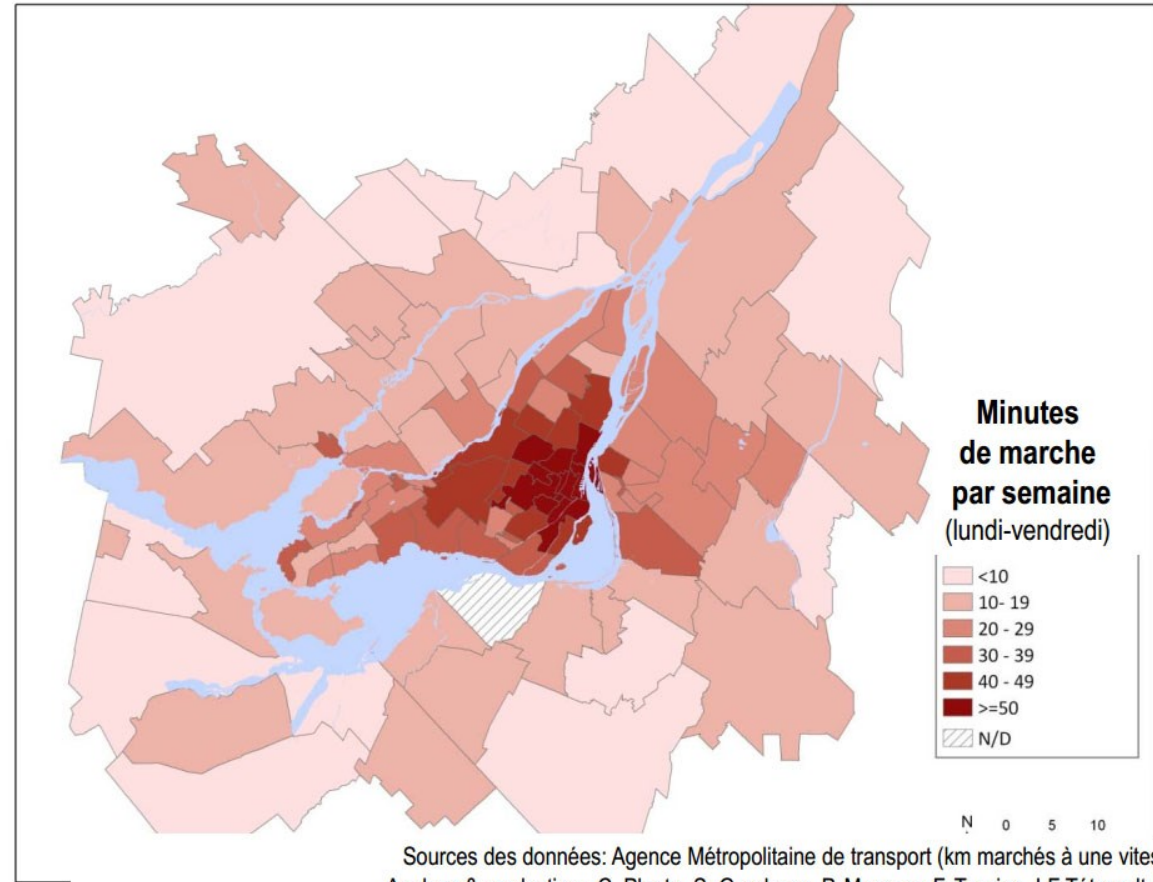 Minutes
de marche
par semaine
(lundi-vendredi)
<10
10- 19
20 - 29
30 - 39
40 - 49
>=50
N/D
N 0 5 10
Sources des données: Agence Métropolitaine de transport (km marchés à une vites